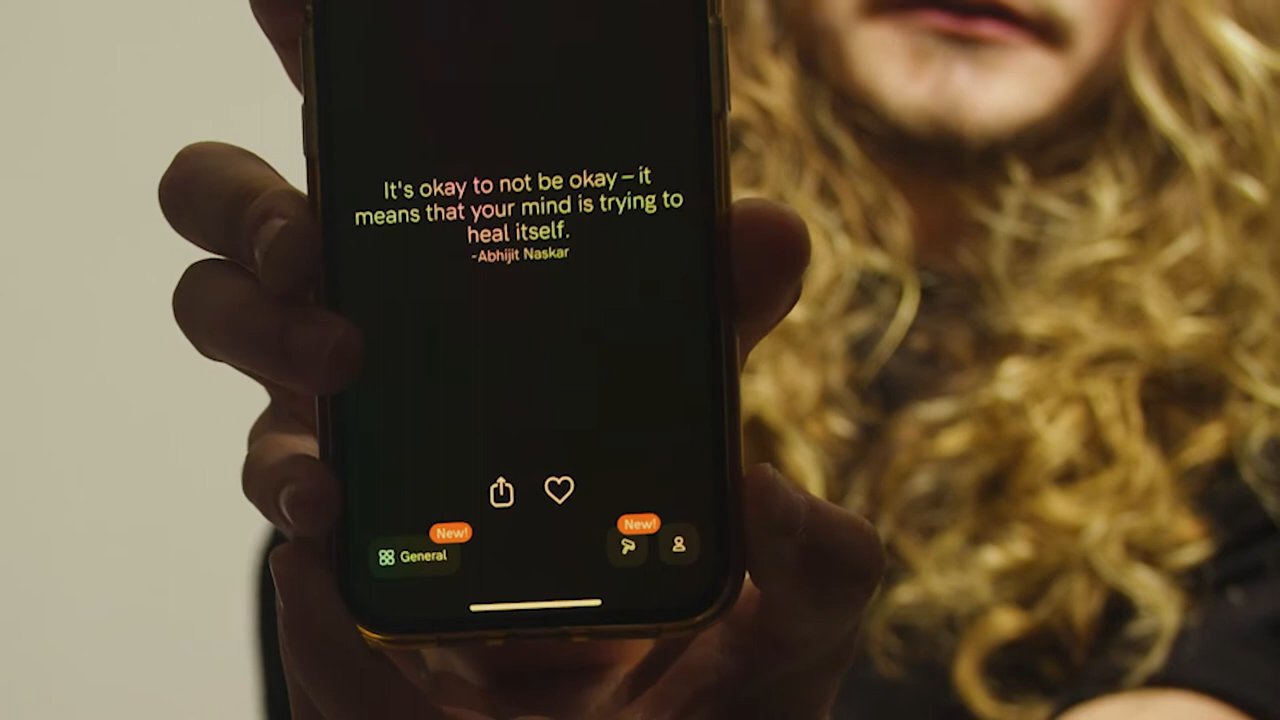 It's okay to not be okay – it
means that your mind is trying to
heal itself.
-Abhijit Naskar
New!
New!
General